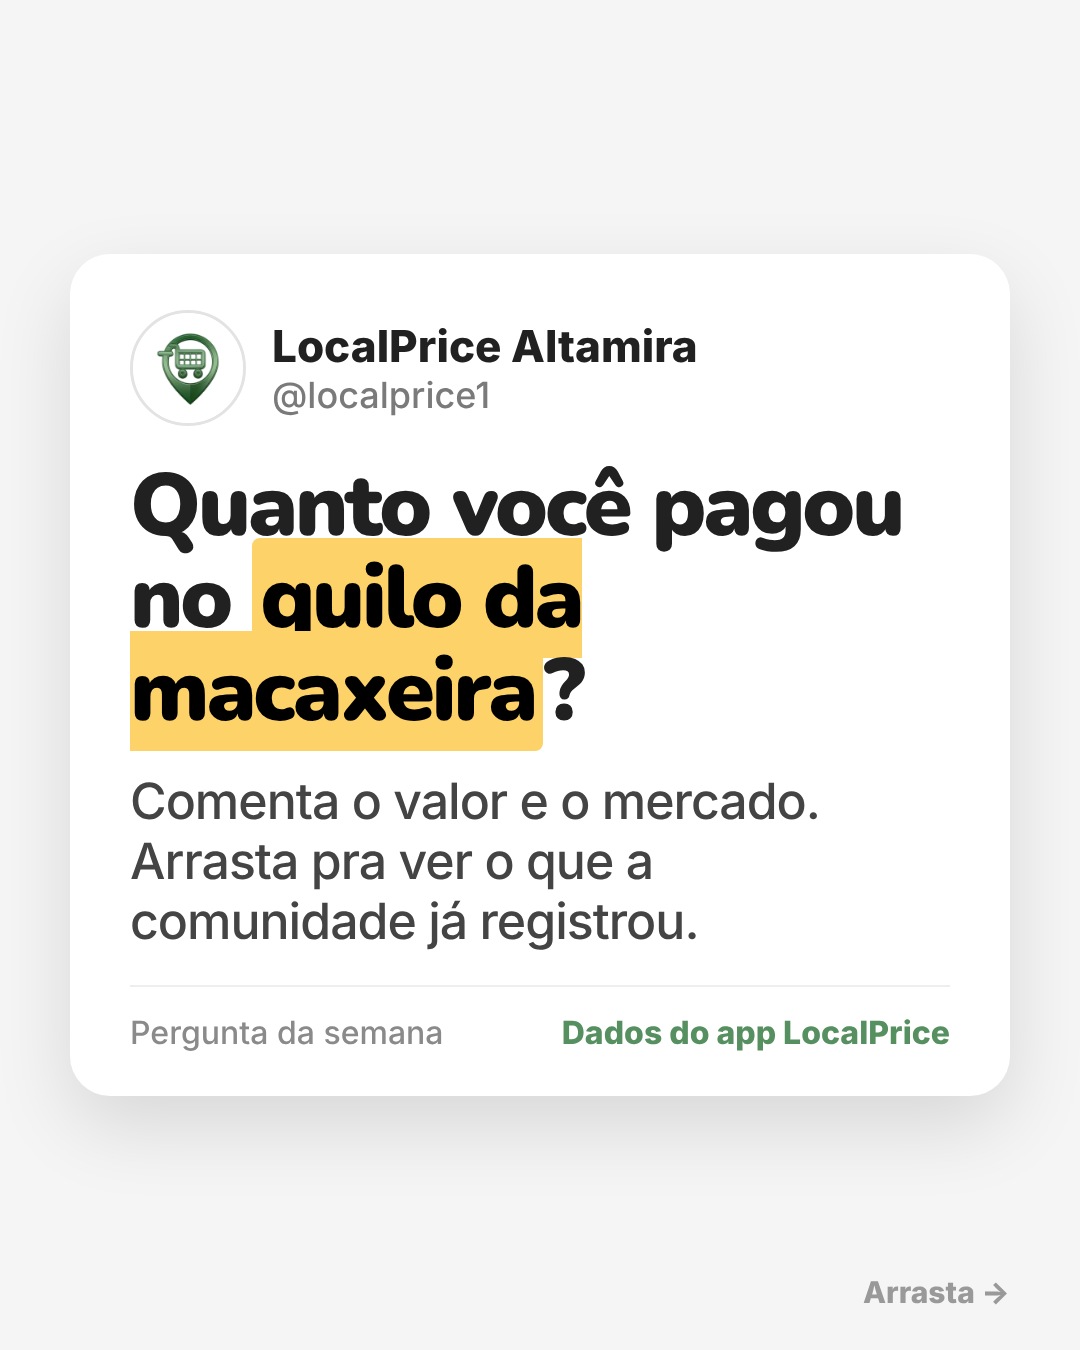 LocalPrice Altamira
@localprice1
Quanto você pagou
no quilo da
macaxeira?
Comenta o valor e o mercado.
Arrasta pra ver o que a
comunidade já registrou.
Pergunta da semana
Dados do app LocalPrice
Arrasta →